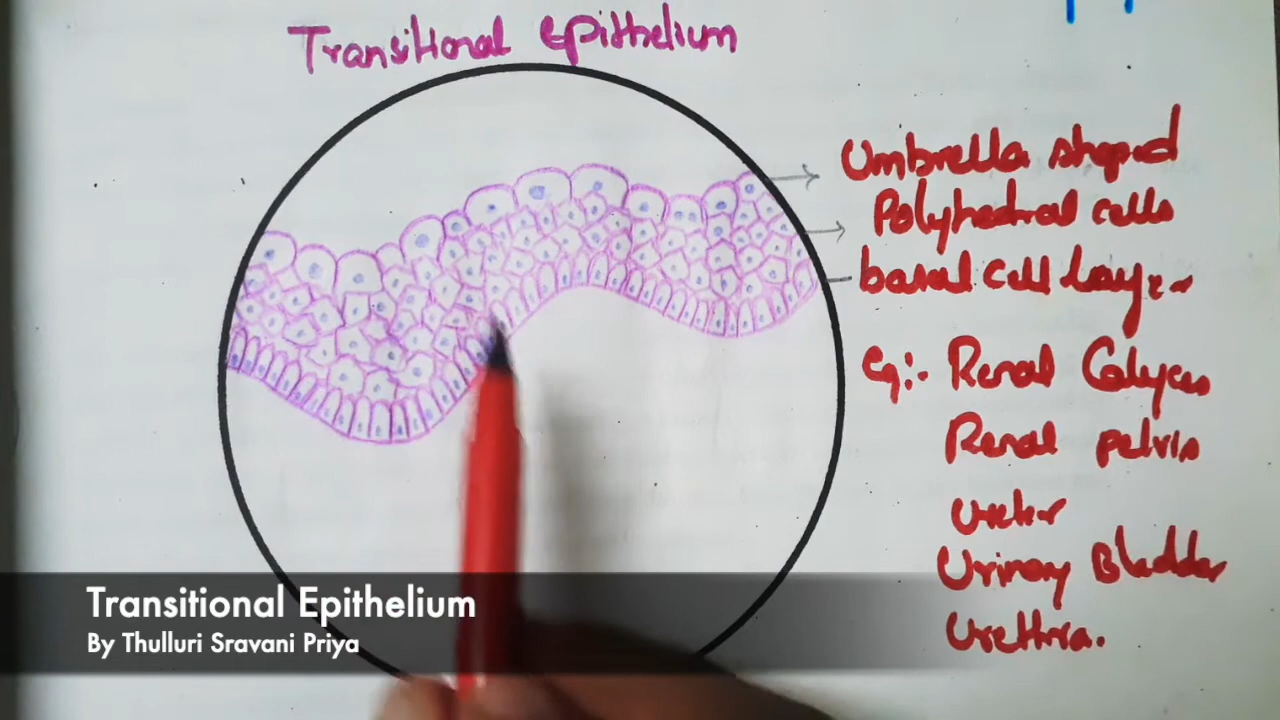 Transitional epithelium
Umbrella shaped
Polyhedral cells
basal cell layer
Eg:- Renal Calyces
Renal pelvis
Ureter
Urinary Bladder
Urethra.
Transitional Epithelium
By Thulluri Sravani Priya